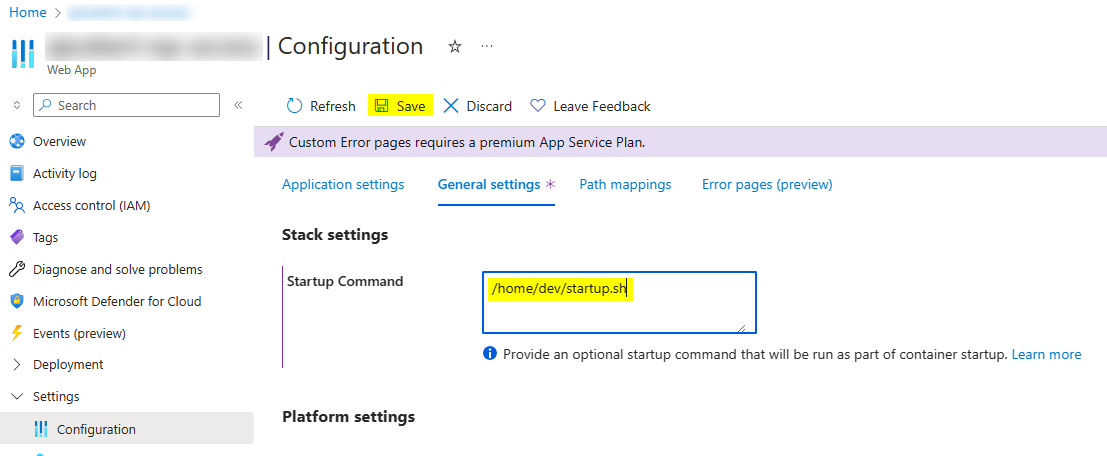 Home >
| Configuration
Web App
Search
Refresh Save Discard Leave Feedback
Overview
Custom Error pages requires a premium App Service Plan.
Activity log
Application settings General settings * Path mappings Error pages (preview)
Access control (IAM)
Tags
Stack settings
Diagnose and solve problems
Startup Command /home/dev/startup.sh
Microsoft Defender for Cloud
Events (preview)
Provide an optional startup command that will be run as part of container startup. Learn more
Deployment
Settings
Platform settings
Configuration